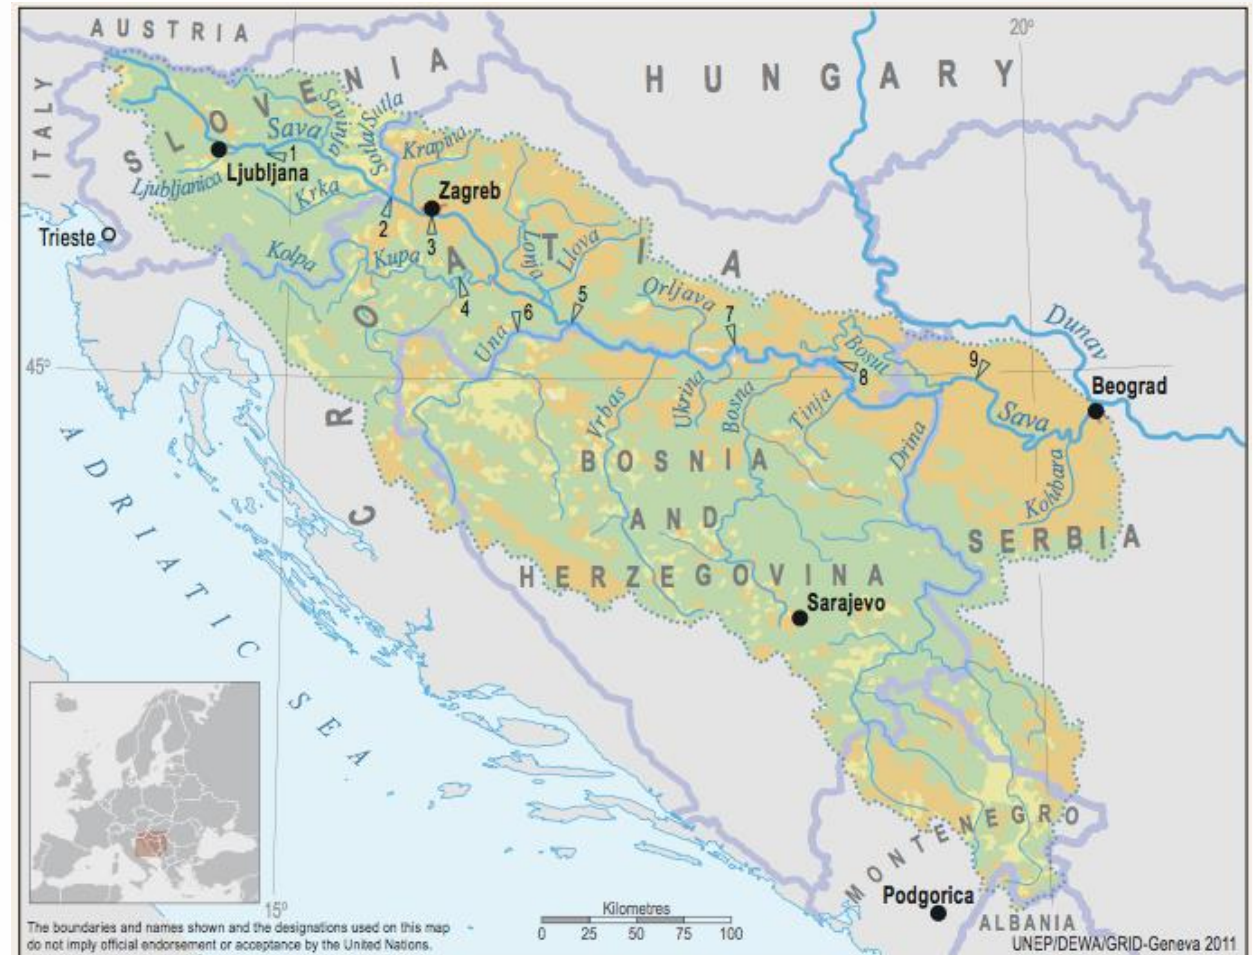 AUSTRIA
20º
HUNGARY
ITALY
SLOVENIA
Savinja
Sotla/Sutla
Sava
1
Krapina
Ljubljana
Ljubljanica
Krka
Zagreb
2
3
Trieste
Kolpa
Kupa
Lonja
Llova
CROATIA
4
5
6
Orljava
7
Una
Bosut
8
9
Dunav
45º
Beograd
Vrbas
Ukrina
Bosna
Tinja
Drina
Sava
Kolubara
BOSNIA
AND
HERZEGOVINA
SERBIA
Sarajevo
ADRIATIC SEA
MONTENEGRO
Podgorica
ALBANIA
15º
Kilometres
0 25 50 75 100
The boundaries and names shown and the designations used on this map
do not imply official endorsement or acceptance by the United Nations.
UNEP/DEWA/GRID-Geneva 2011